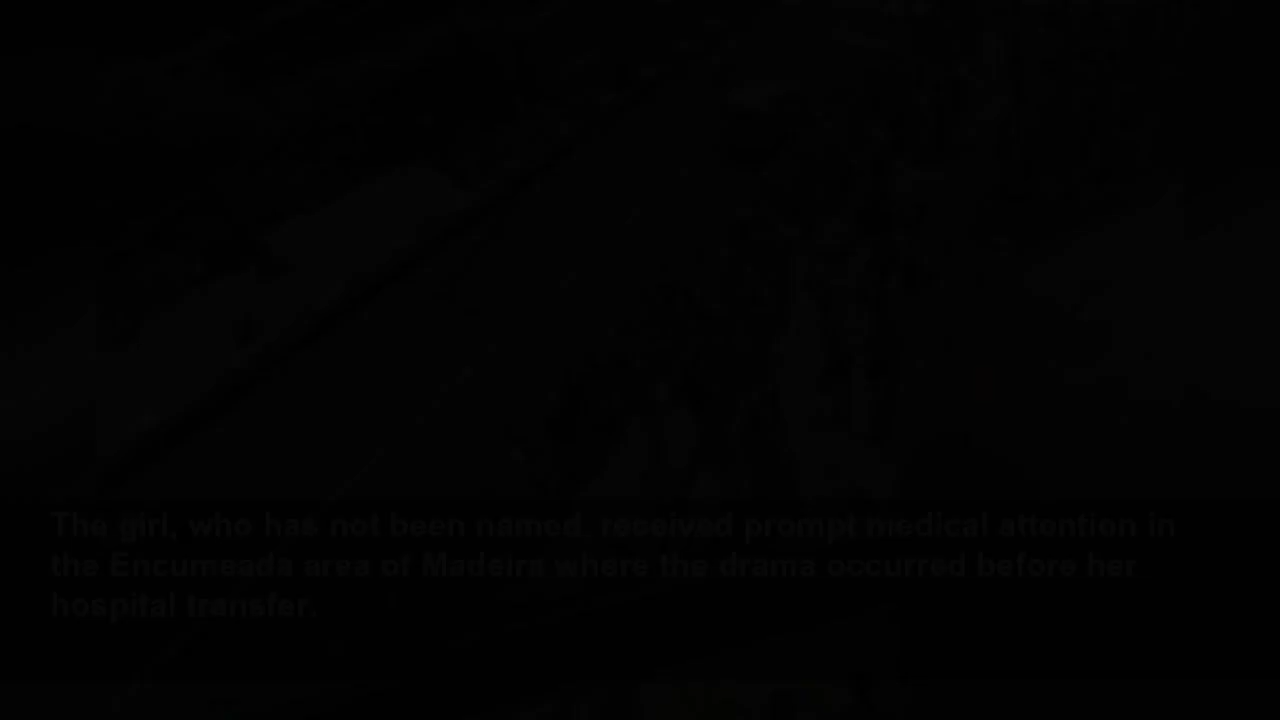 The girl, who has not been named, received prompt medical attention in
the Encumeada area of Madeira where the drama occurred before her
hospital transfer.